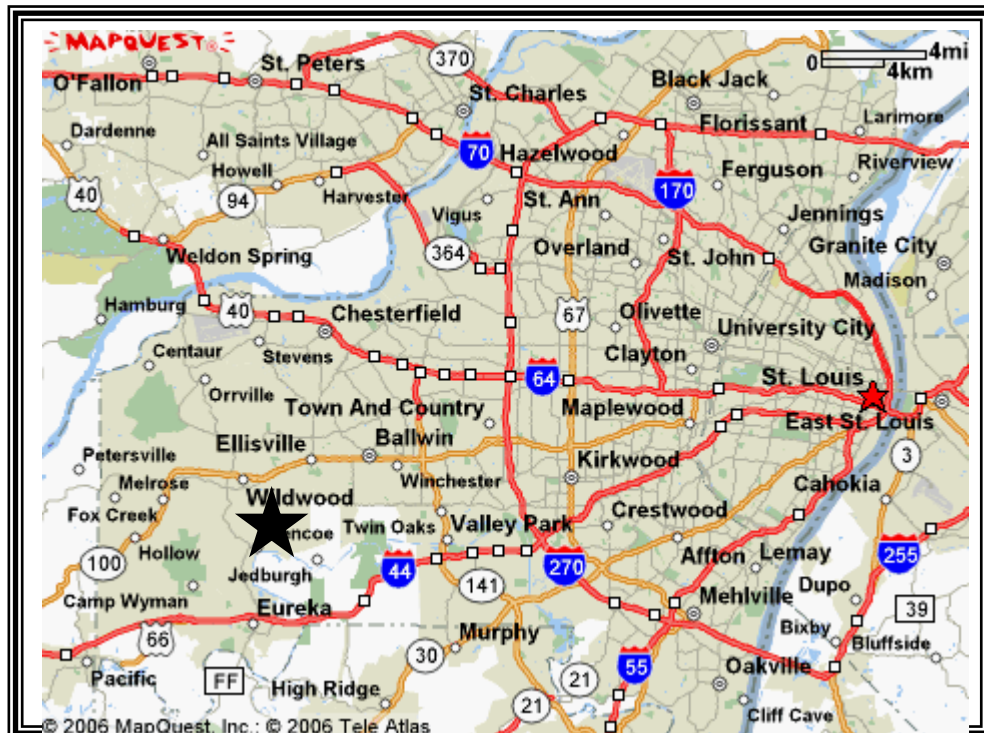 MAPQUEST
370
4mi
0
4km
O'Fallon
St. Peters
Black Jack
St. Charles
Dardenne
All Saints Village
Florissant
Larimore
70
Hazelwood
Howell
Ferguson
Riverview
40
94
Harvester
170
Vigus
St. Ann
Jennings
Weldon Spring
364
Overland
St. John
Granite City
Madison
Hamburg
40
Chesterfield
67
Olivette
University City
Centaur
Stevens
Clayton
Orrville
64
St. Louis
Town And Country
Maplewood
East St. Louis
Ellisville
Ballwin
3
Petersville
Kirkwood
Melrose
Wildwood
Winchester
Cahokia
Fox Creek
Crestwood
Twin Oaks
Valley Park
100
Hollow
44
270
Affton
Lemay
255
Jedburgh
141
Camp Wyman
Eureka
Mehlville
Dupo
39
66
Murphy
Bixby
Bluffside
30
55
Pacific
FF
Oakville
High Ridge
21
21
Cliff Cave
© 2006 MapQuest, Inc.; © 2006 Tele Atlas